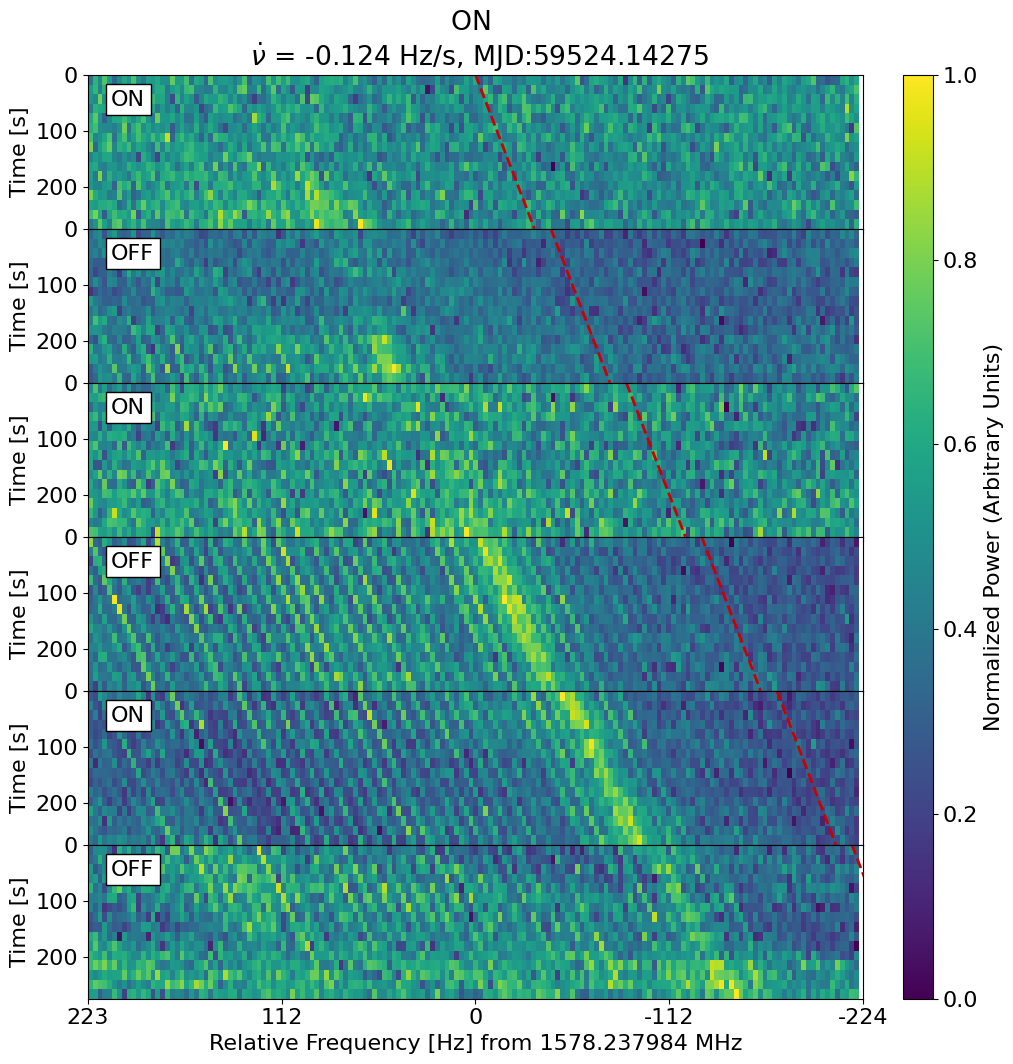 ON
ν̇ = -0.124 Hz/s, MJD:59524.14275
0
ON
100
Time [s]
200
0
OFF
100
Time [s]
200
0
ON
100
Time [s]
200
0
OFF
100
Time [s]
200
0
ON
100
Time [s]
200
0
OFF
100
Time [s]
200
223 112 0 -112 -224
Relative Frequency [Hz] from 1578.237984 MHz
1.0
0.8
0.6
0.4
0.2
0.0
Normalized Power (Arbitrary Units)